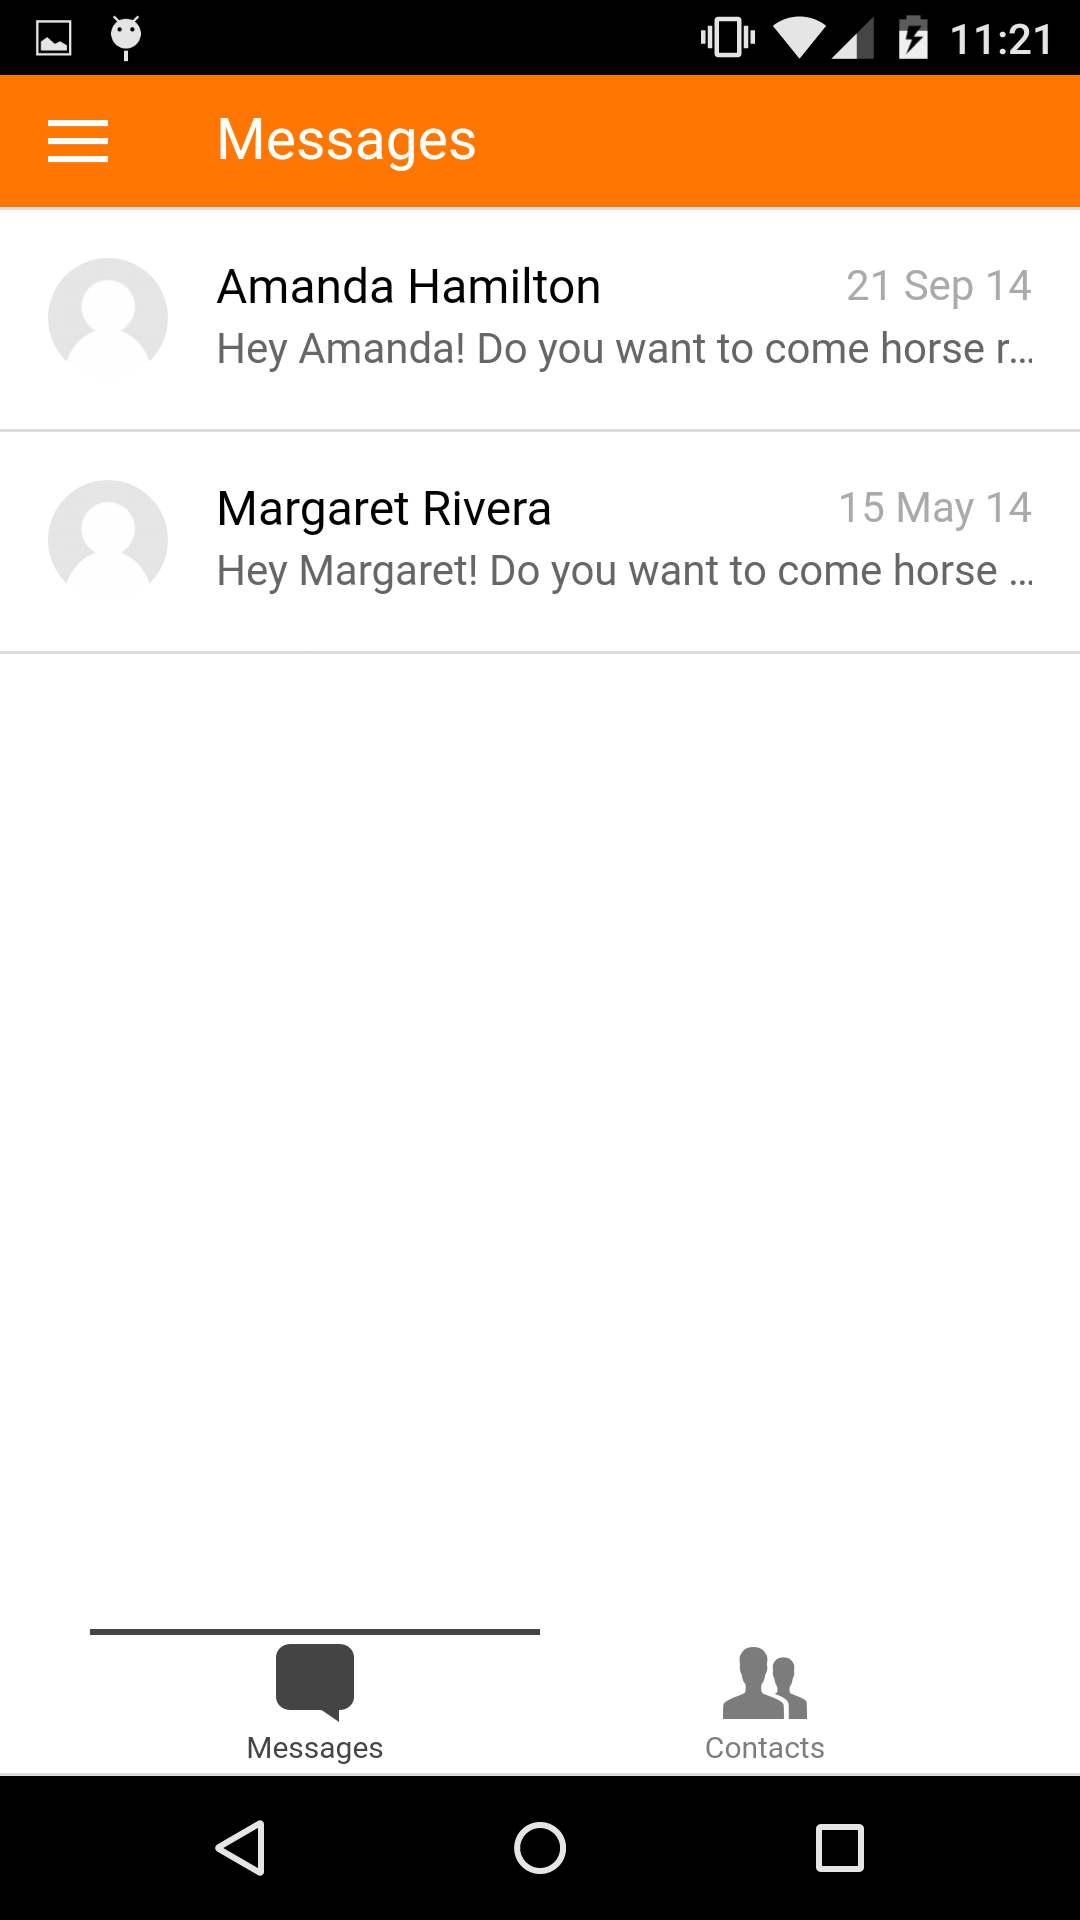 11:21
Messages
Amanda Hamilton 21 Sep 14
Hey Amanda! Do you want to come horse r...
Margaret Rivera 15 May 14
Hey Margaret! Do you want to come horse ...
Messages Contacts